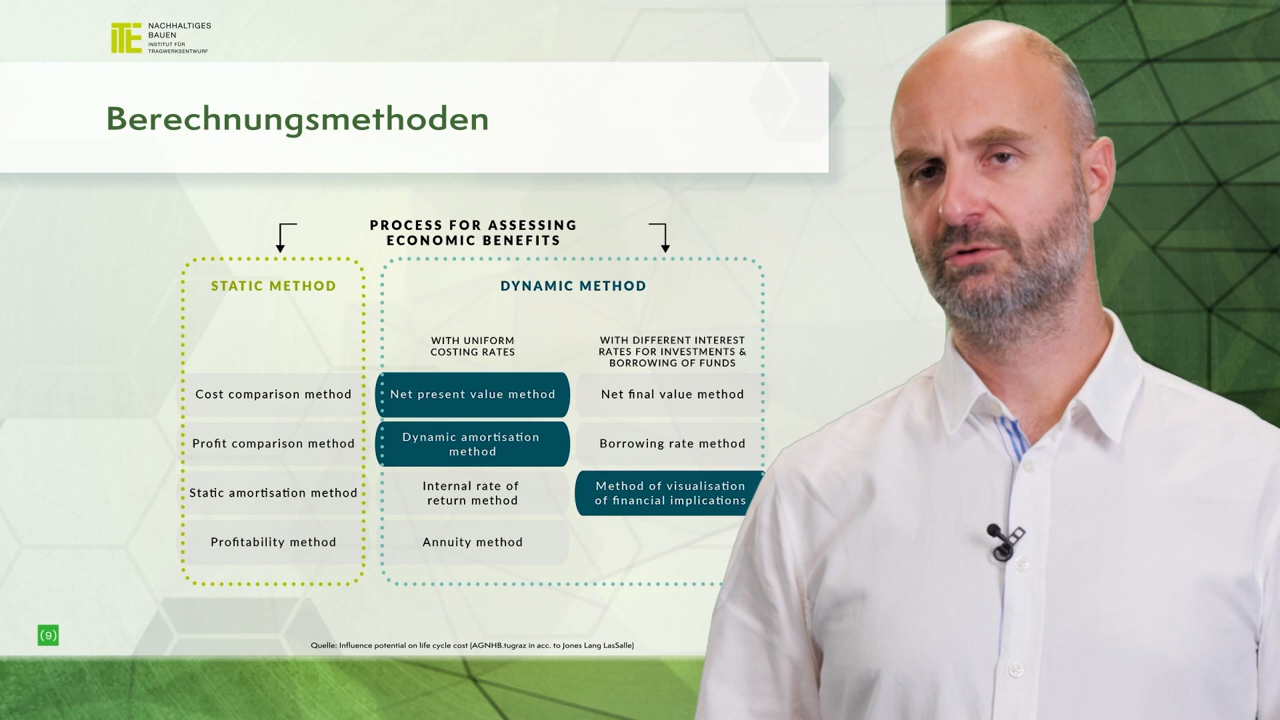 NACHHALTIGES
BAUEN
INSTITUT FÜR
TRAGWERKSENTWURF
Berechnungsmethoden
PROCESS FOR ASSESSING
ECONOMIC BENEFITS
STATIC METHOD
Cost comparison method
Profit comparison method
Static amortisation method
Profitability method
DYNAMIC METHOD
WITH UNIFORM
COSTING RATES
Net present value method
Dynamic amortisation
method
Internal rate of
return method
Annuity method
WITH DIFFERENT INTEREST
RATES FOR INVESTMENTS &
BORROWING OF FUNDS
Net final value method
Borrowing rate method
Method of visualisation
of financial implications
(9)
Quelle: Influence potential on life cycle cost (AGNHB.tugraz in acc. to Jones Lang LasSalle)